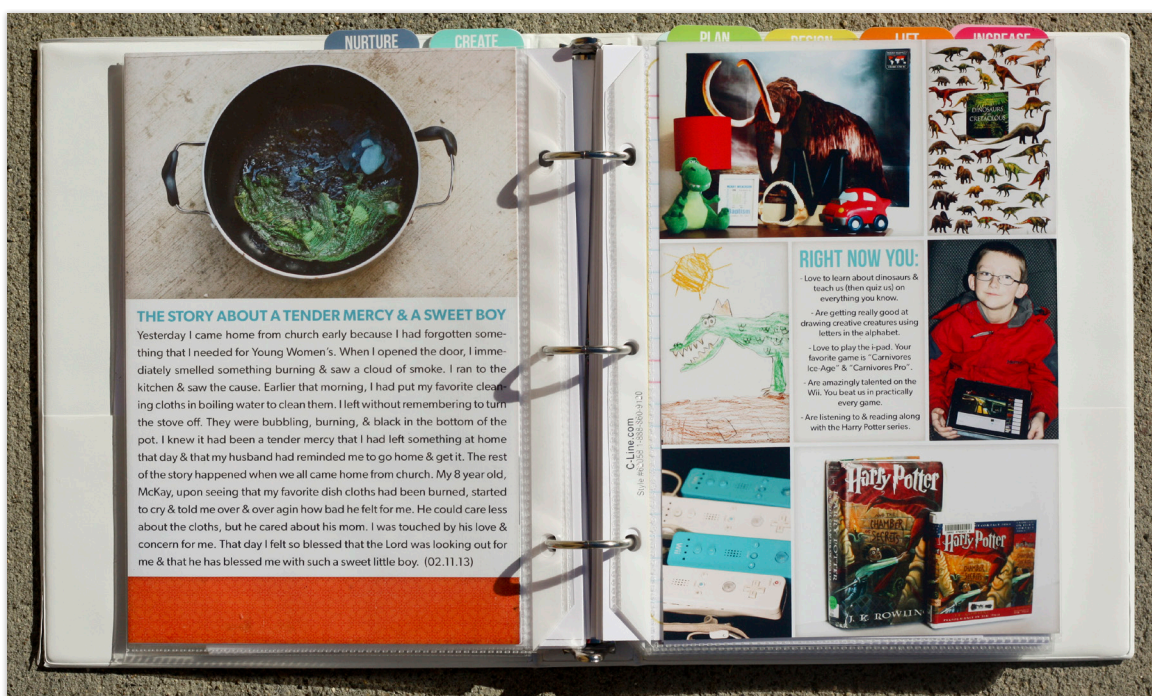 NURTURE
CREATE
PLAN
DESIGN
LIFT
INCREASE
THE STORY ABOUT A TENDER MERCY & A SWEET BOY
Yesterday I came home from church early because I had forgotten some-
thing that I needed for Young Women's. When I opened the door, I imme-
diately smelled something burning & saw a cloud of smoke. I ran to the
kitchen & saw the cause. Earlier that morning, I had put my favorite clean-
ing cloths in boiling water to clean them. I left without remembering to turn
the stove off. They were bubbling, burning, & black in the bottom of the
pot. I knew it had been a tender mercy that I had left something at home
that day & that my husband had reminded me to go home & get it. The rest
of the story happened when we all came home from church. My 8 year old,
McKay, upon seeing that my favorite dish cloths had been burned, started
to cry & told me over & over agin how bad he felt for me. He could care less
about the cloths, but he cared about his mom. I was touched by his love &
concern for me. That day I felt so blessed that the Lord was looking out for
me & that he has blessed me with such a sweet little boy. (02.11.13)
C-Line.com
DINOSAURS
CRETACEOUS
RIGHT NOW YOU:
- Love to learn about dinosaurs &
teach us (then quiz us) on
everything you know.
- Are getting really good at
drawing creative creatures using
letters in the alphabet.
- Love to play the i-pad. Your
favorite game is "Carnivores
Ice-Age" & "Carnivores Pro".
- Are amazingly talented on the
Wii. You beat us in practically
every game.
- Are listening to & reading along
with the Harry Potter series.
Harry Potter
AND THE
CHAMBER
OF
SECRETS
J. K. ROWLING
Harry Potter